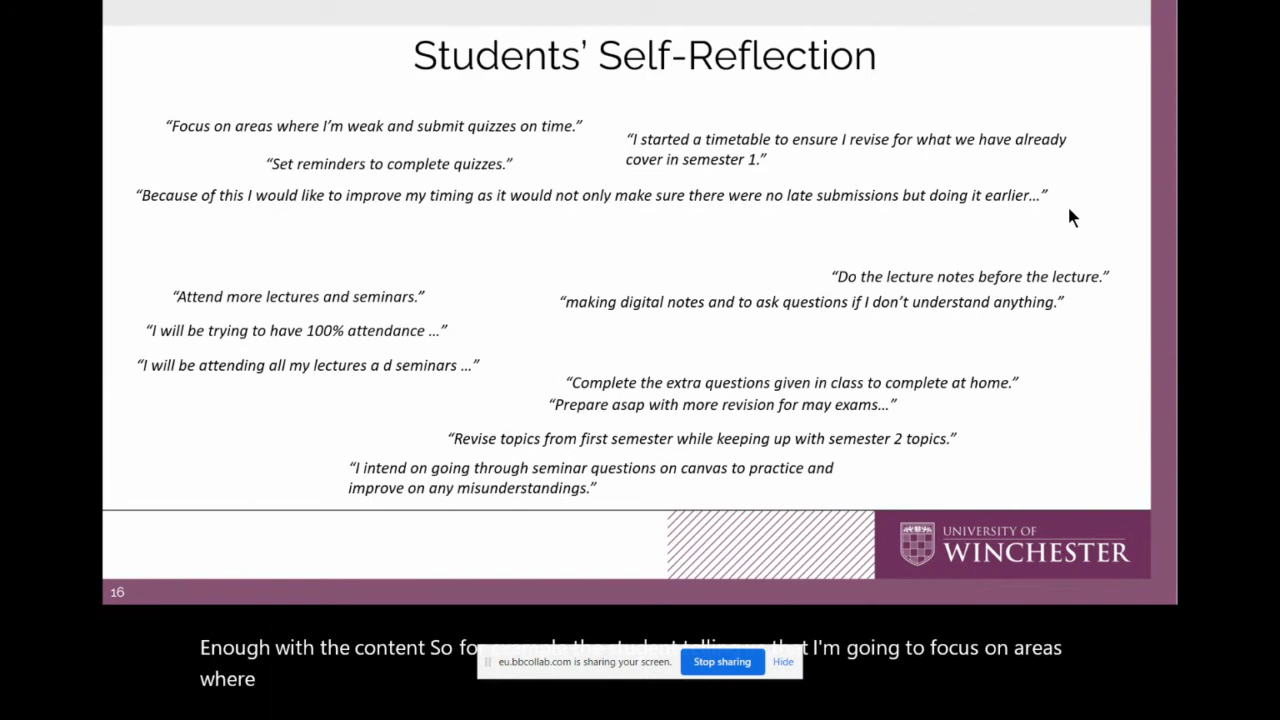 Students' Self-Reflection
“Focus on areas where I’m weak and submit quizzes on time.”
“I started a timetable to ensure I revise for what we have already
cover in semester 1.”
“Set reminders to complete quizzes.”
“Because of this I would like to improve my timing as it would not only make sure there were no late submissions but doing it earlier…”
“Do the lecture notes before the lecture.”
“Attend more lectures and seminars.”
“making digital notes and to ask questions if I don’t understand anything.”
“I will be trying to have 100% attendance …”
“I will be attending all my lectures a d seminars …”
“Complete the extra questions given in class to complete at home.”
“Prepare asap with more revision for may exams…”
“Revise topics from first semester while keeping up with semester 2 topics.”
“I intend on going through seminar questions on canvas to practice and
improve on any misunderstandings.”
UNIVERSITY OF
WINCHESTER
16
Enough with the content So for example the student telling that I'm going to focus on areas
where
eu.bbcollab.com is sharing your screen. Stop sharing Hide